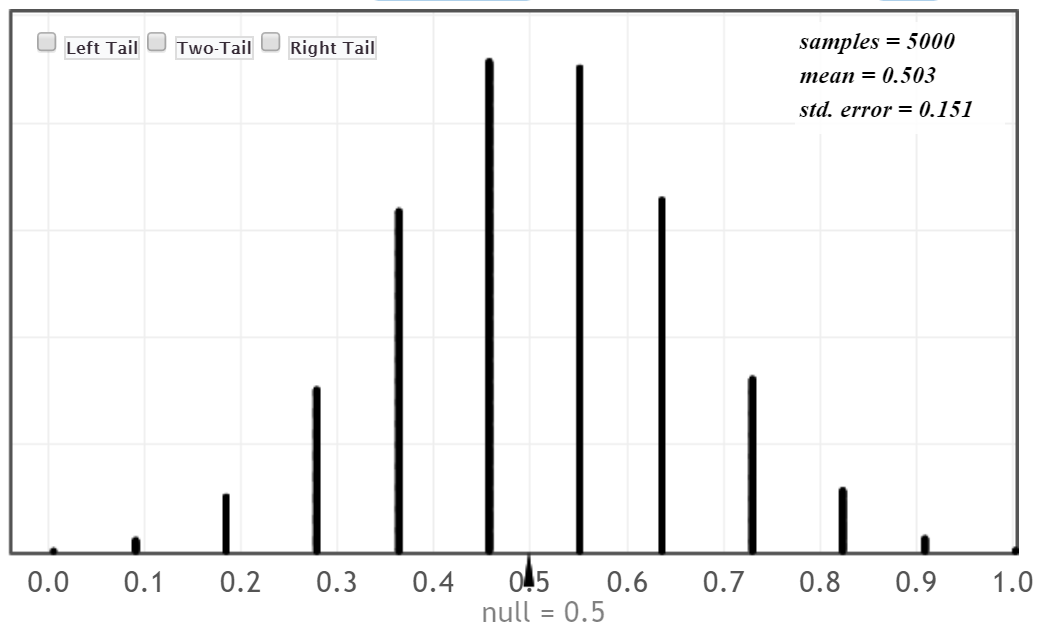 Left Tail Two-Tail Right Tail
samples = 5000
mean = 0.503
std. error = 0.151
0.0 0.1 0.2 0.3 0.4 0.5 0.6 0.7 0.8 0.9 1.0
null = 0.5